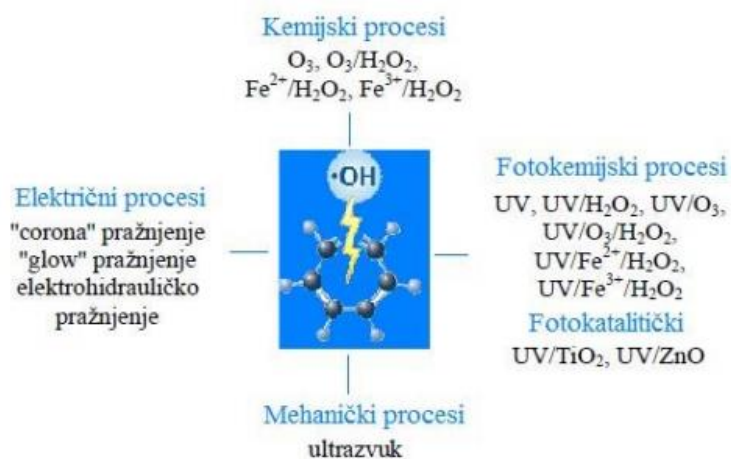 Kemijski procesi
O₃, O₃/H₂O₂,
Fe²⁺/H₂O₂, Fe³⁺/H₂O₂
•OH
Električni procesi
"corona" pražnjenje
"glow" pražnjenje
elektrohidrauličko
pražnjenje
Fotokemijski procesi
UV, UV/H₂O₂, UV/O₃,
UV/O₃/H₂O₂,
UV/Fe²⁺/H₂O₂,
UV/Fe³⁺/H₂O₂
Fotokatalitički
UV/TiO₂, UV/ZnO
Mehanički procesi
ultrazvuk